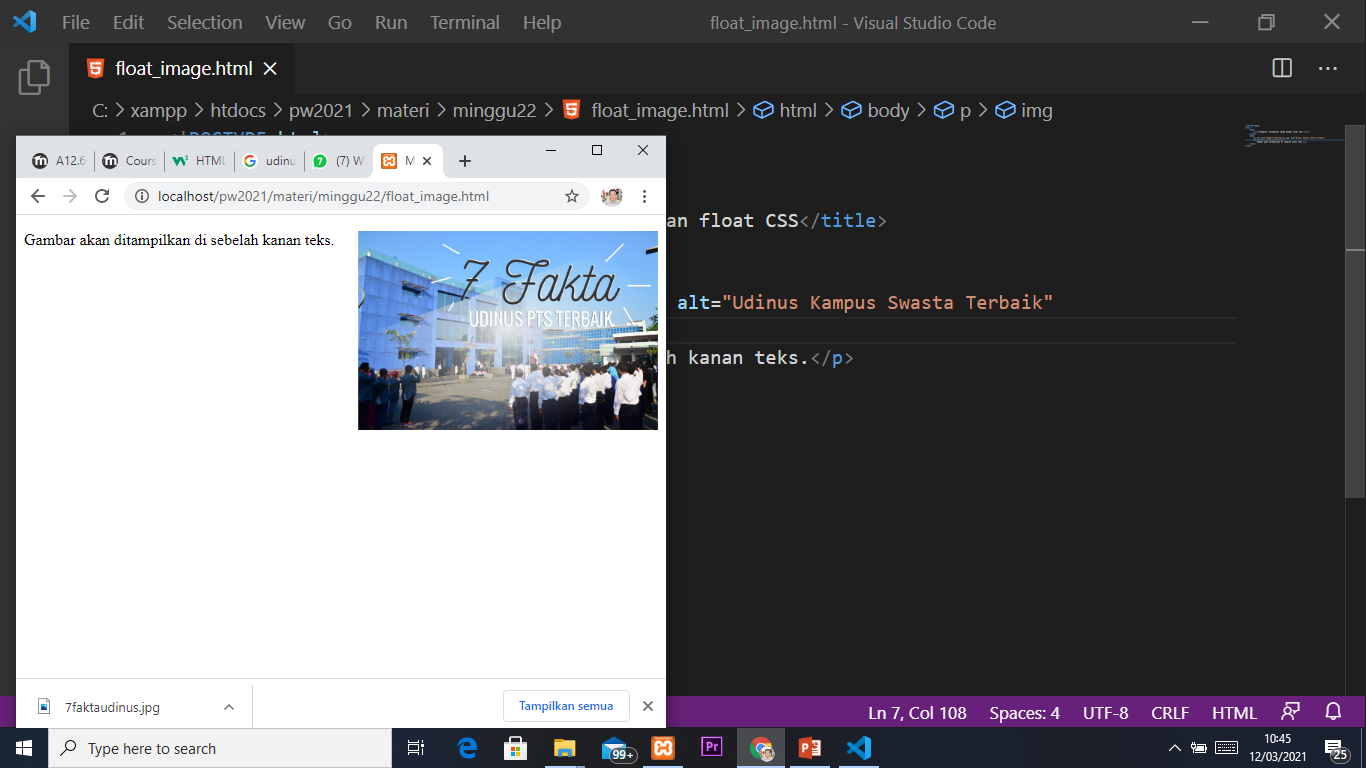 File Edit Selection View Go Run Terminal Help float_image.html - Visual Studio Code
float_image.html
C: > xampp > htdocs > pw2021 > materi > minggu22 > float_image.html > html > body > p > img
A12.6 Cours HTML udinu (7) W M
localhost/pw2021/materi/minggu22/float_image.html
an float CSS</title>
Gambar akan ditampilkan di sebelah kanan teks.
7 Fakta
UDINUS PTS TERBAIK
alt="Udinus Kampus Swasta Terbaik"
h kanan teks.</p>
7faktaudinus.jpg
Tampilkan semua
Ln 7, Col 108 Spaces: 4 UTF-8 CRLF HTML
Type here to search
99+
Pr
10:45
12/03/2021
25